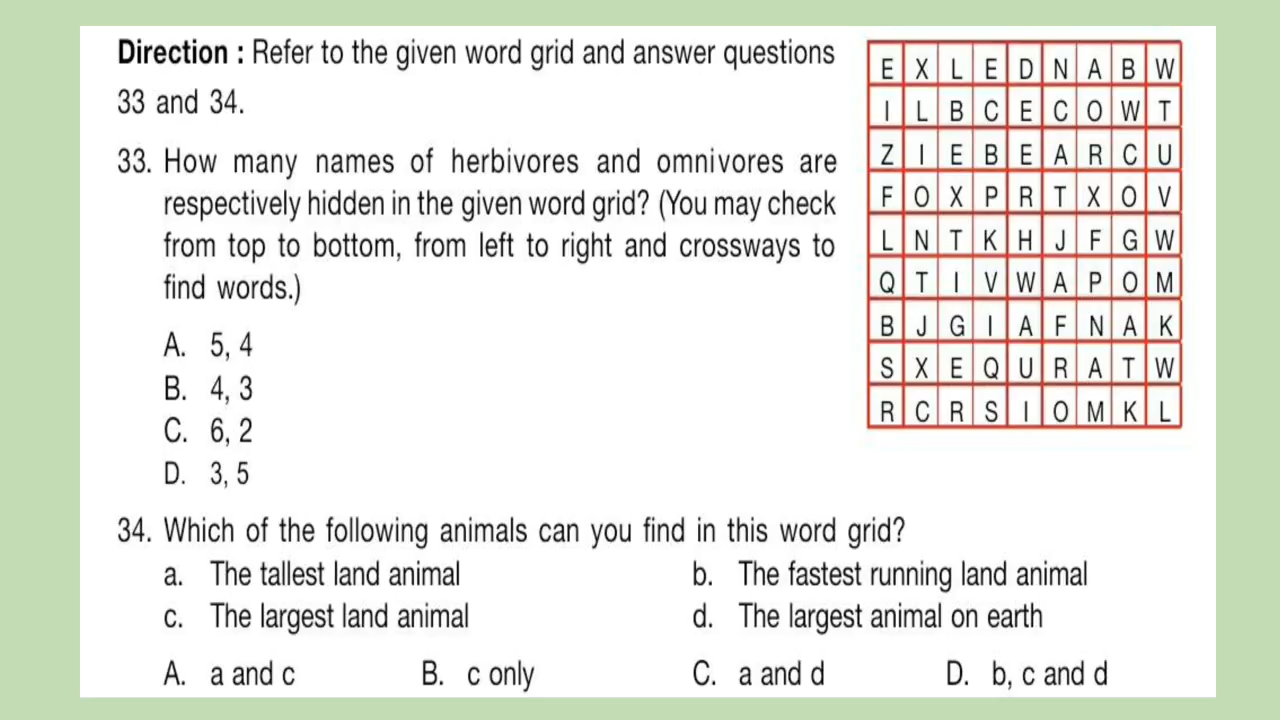 Direction : Refer to the given word grid and answer questions
33 and 34.
33. How many names of herbivores and omnivores are
respectively hidden in the given word grid? (You may check
from top to bottom, from left to right and crossways to
find words.)
A. 5, 4
B. 4, 3
C. 6, 2
D. 3, 5
E X L E D N A B W
I L B C E C O W T
Z I E B E A R C U
F O X P R T X O V
L N T K H J F G W
Q T I V W A P O M
B J G I A F N A K
S X E Q U R A T W
R C R S I O M K L
34. Which of the following animals can you find in this word grid?
a. The tallest land animal b. The fastest running land animal
c. The largest land animal d. The largest animal on earth
A. a and c B. c only C. a and d D. b, c and d